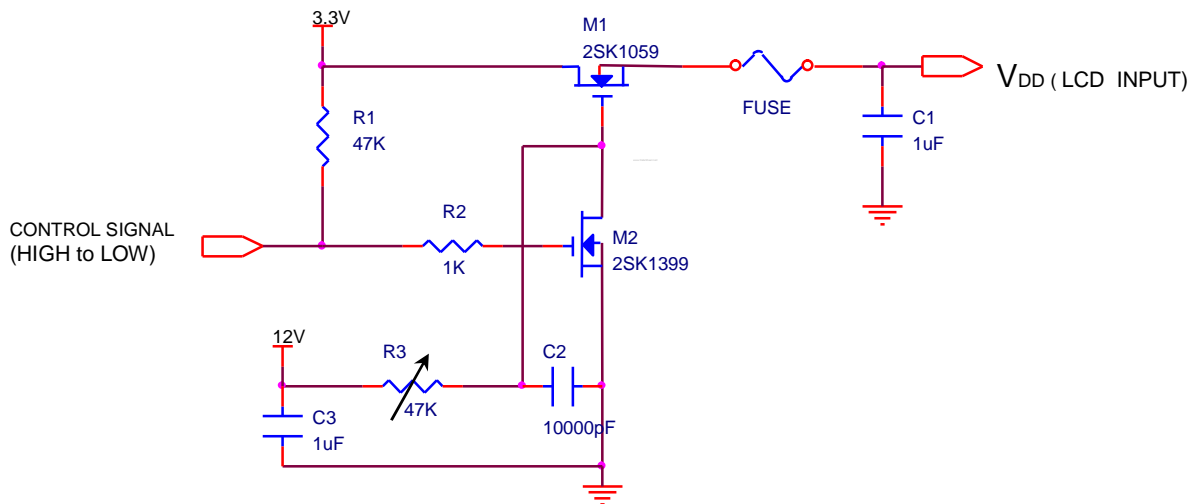 3.3V
M1
2SK1059
R1
47K
FUSE
VDD ( LCD INPUT)
C1
1uF
CONTROL SIGNAL
(HIGH to LOW)
R2
1K
M2
2SK1399
12V
R3
47K
C2
10000pF
C3
1uF